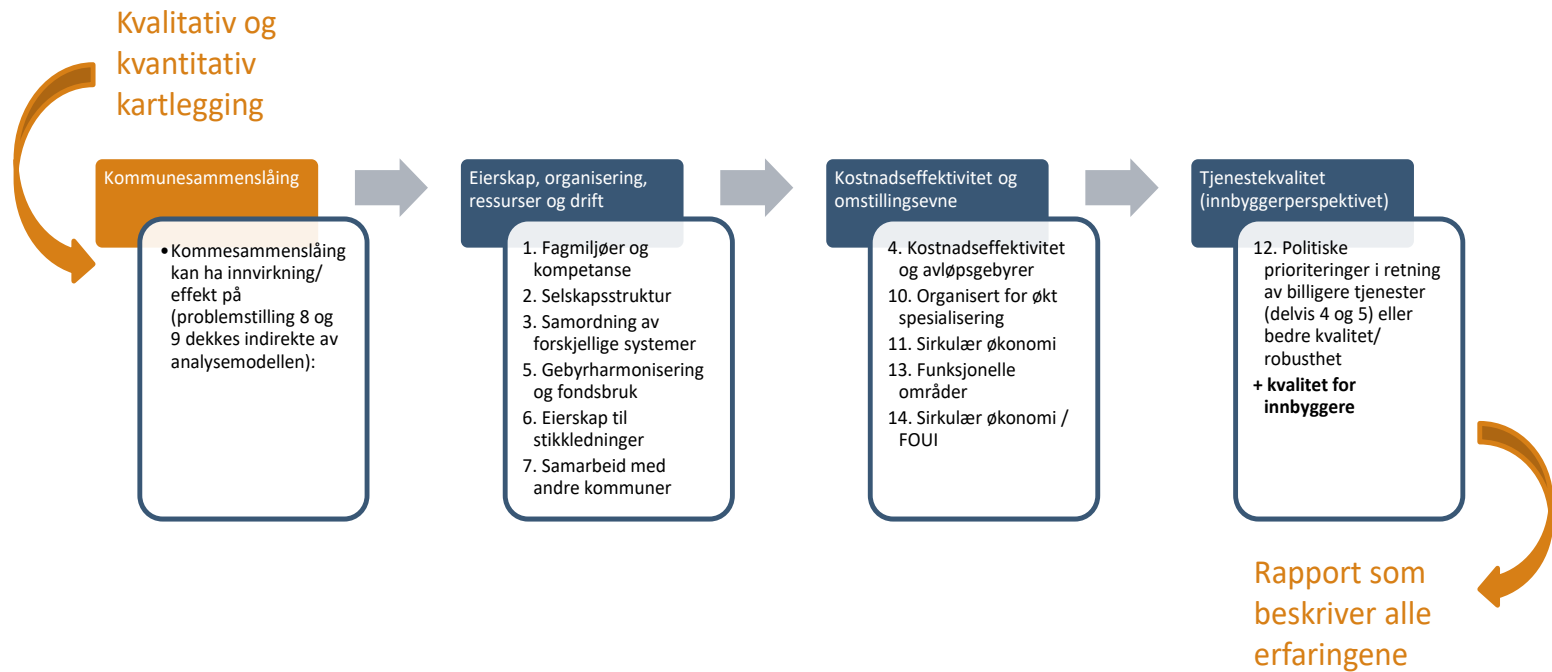 Kvalitativ og
kvantitativ
kartlegging
Kommunesammenslåing
•Kommesammenslåing
kan ha innvirkning/
effekt på
(problemstilling 8 og
9 dekkes indirekte av
analysemodellen):
Eierskap, organisering,
ressurser og drift
1. Fagmiljøer og
kompetanse
2. Selskapsstruktur
3. Samordning av
forskjellige systemer
5. Gebyrharmonisering
og fondsbruk
6. Eierskap til
stikkledninger
7. Samarbeid med
andre kommuner
Kostnadseffektivitet og
omstillingsevne
4. Kostnadseffektivitet
og avløpsgebyrer
10. Organisert for økt
spesialisering
11. Sirkulær økonomi
13. Funksjonelle
områder
14. Sirkulær økonomi /
FOUI
Tjenestekvalitet
(innbyggerperspektivet)
12. Politiske
prioriteringer i retning
av billigere tjenester
(delvis 4 og 5) eller
bedre kvalitet/
robusthet
+ kvalitet for
innbyggere
Rapport som
beskriver alle
erfaringene